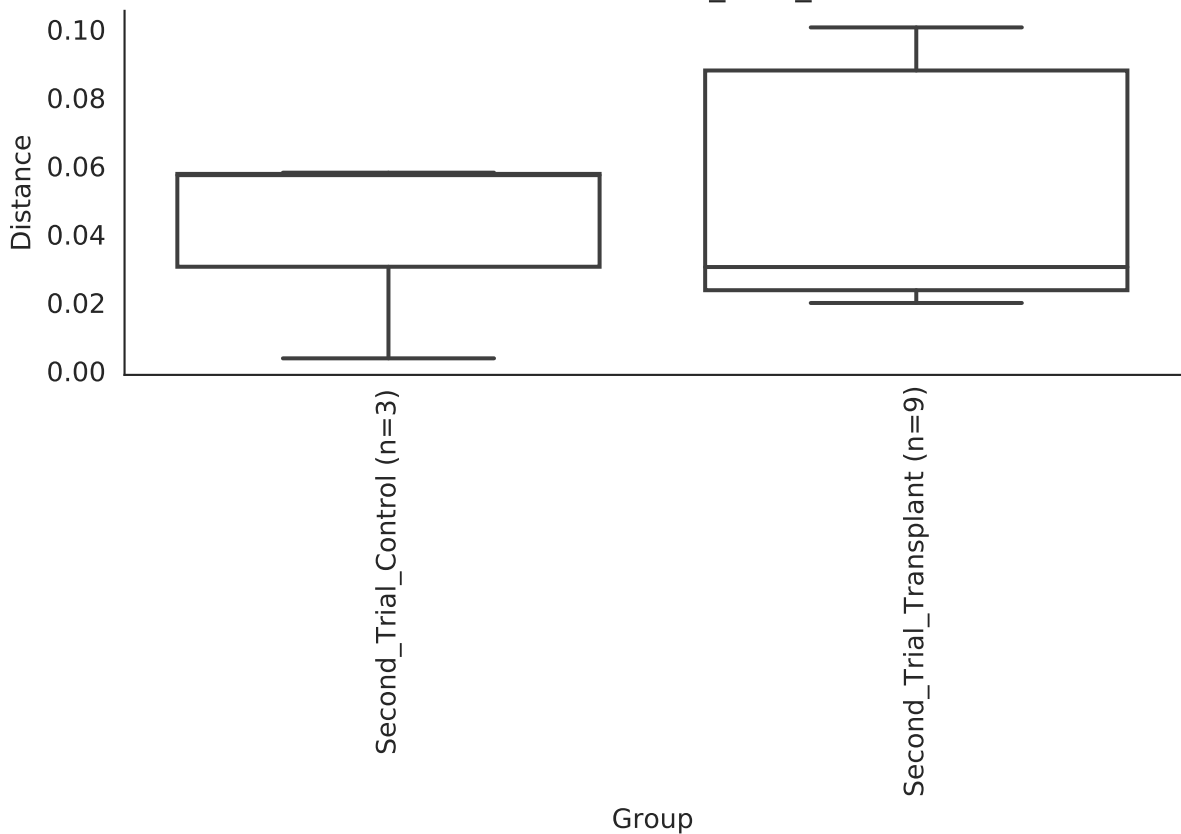 0.10
0.08
0.06
0.04
0.02
0.00
Distance
Second_Trial_Control (n=3)
Second_Trial_Transplant (n=9)
Group